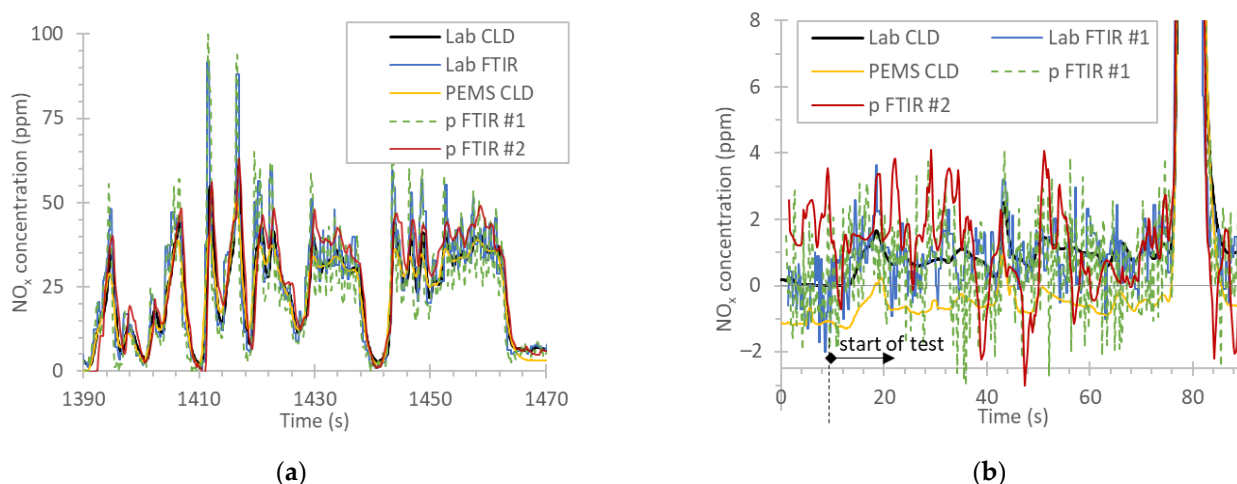 NOx concentration (ppm)
100
75
50
25
0
Lab CLD
Lab FTIR
PEMS CLD
p FTIR #1
p FTIR #2
1390
1410
1430
1450
1470
Time (s)
(a)
NOx concentration (ppm)
8
6
4
2
0
−2
Lab CLD
Lab FTIR #1
PEMS CLD
p FTIR #1
p FTIR #2
start of test
0
20
40
60
80
Time (s)
(b)